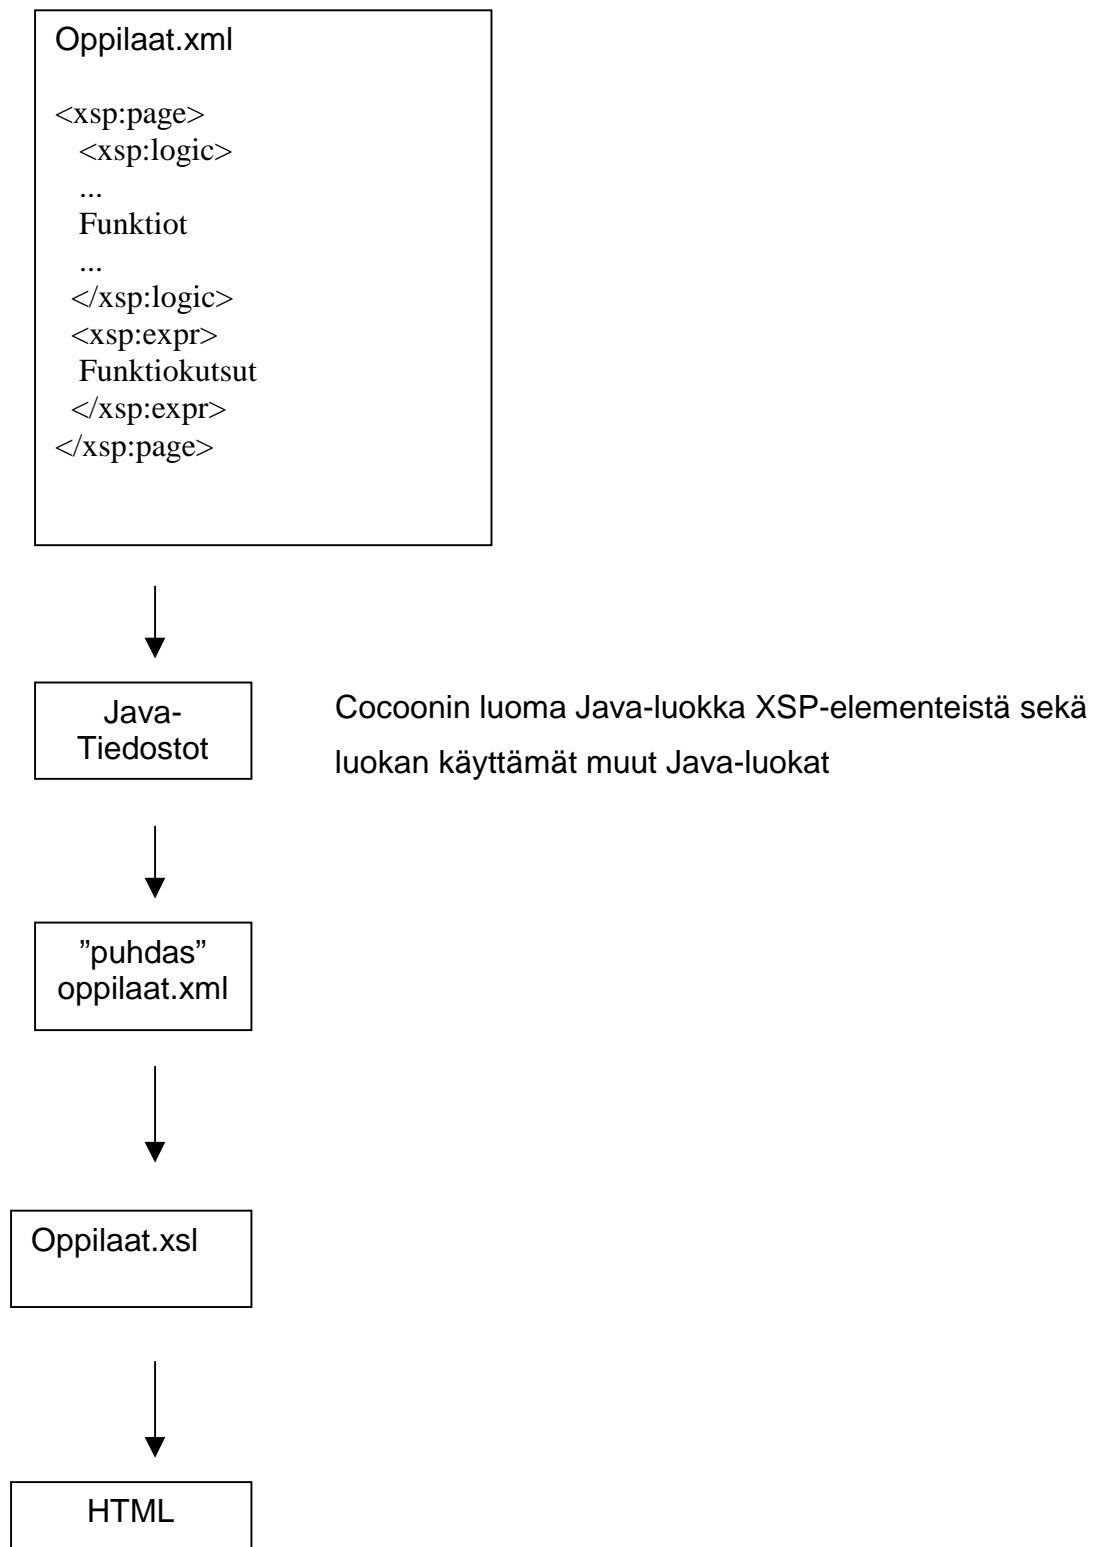 Oppilaat.xml
<xsp:page>
<xsp:logic>
...
Funktiot
...
</xsp:logic>
<xsp:expr>
Funktiokutsut
</xsp:expr>
</xsp:page>
Java-
Tiedostot
Cocoonin luoma Java-luokka XSP-elementeistä sekä
luokan käyttämät muut Java-luokat
”puhdas”
oppilaat.xml
Oppilaat.xsl
HTML